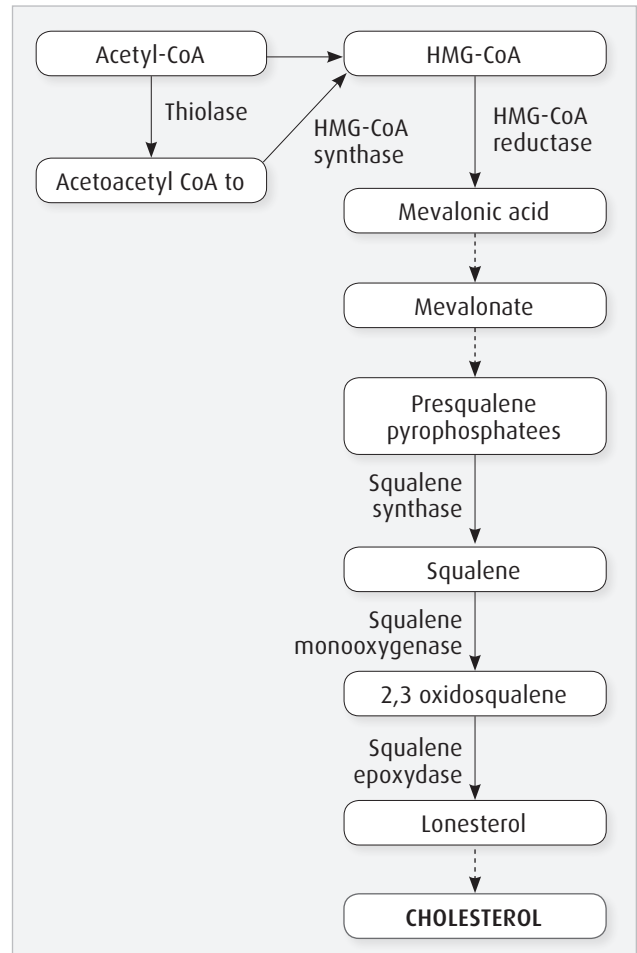 Acetyl-CoA
HMG-CoA
Thiolase
HMG-CoA
synthase
HMG-CoA
reductase
Acetoacetyl CoA to
Mevalonic acid
Mevalonate
Presqualene
pyrophosphatees
Squalene
synthase
Squalene
Squalene
monooxygenase
2,3 oxidosqualene
Squalene
epoxydase
Lonesterol
CHOLESTEROL